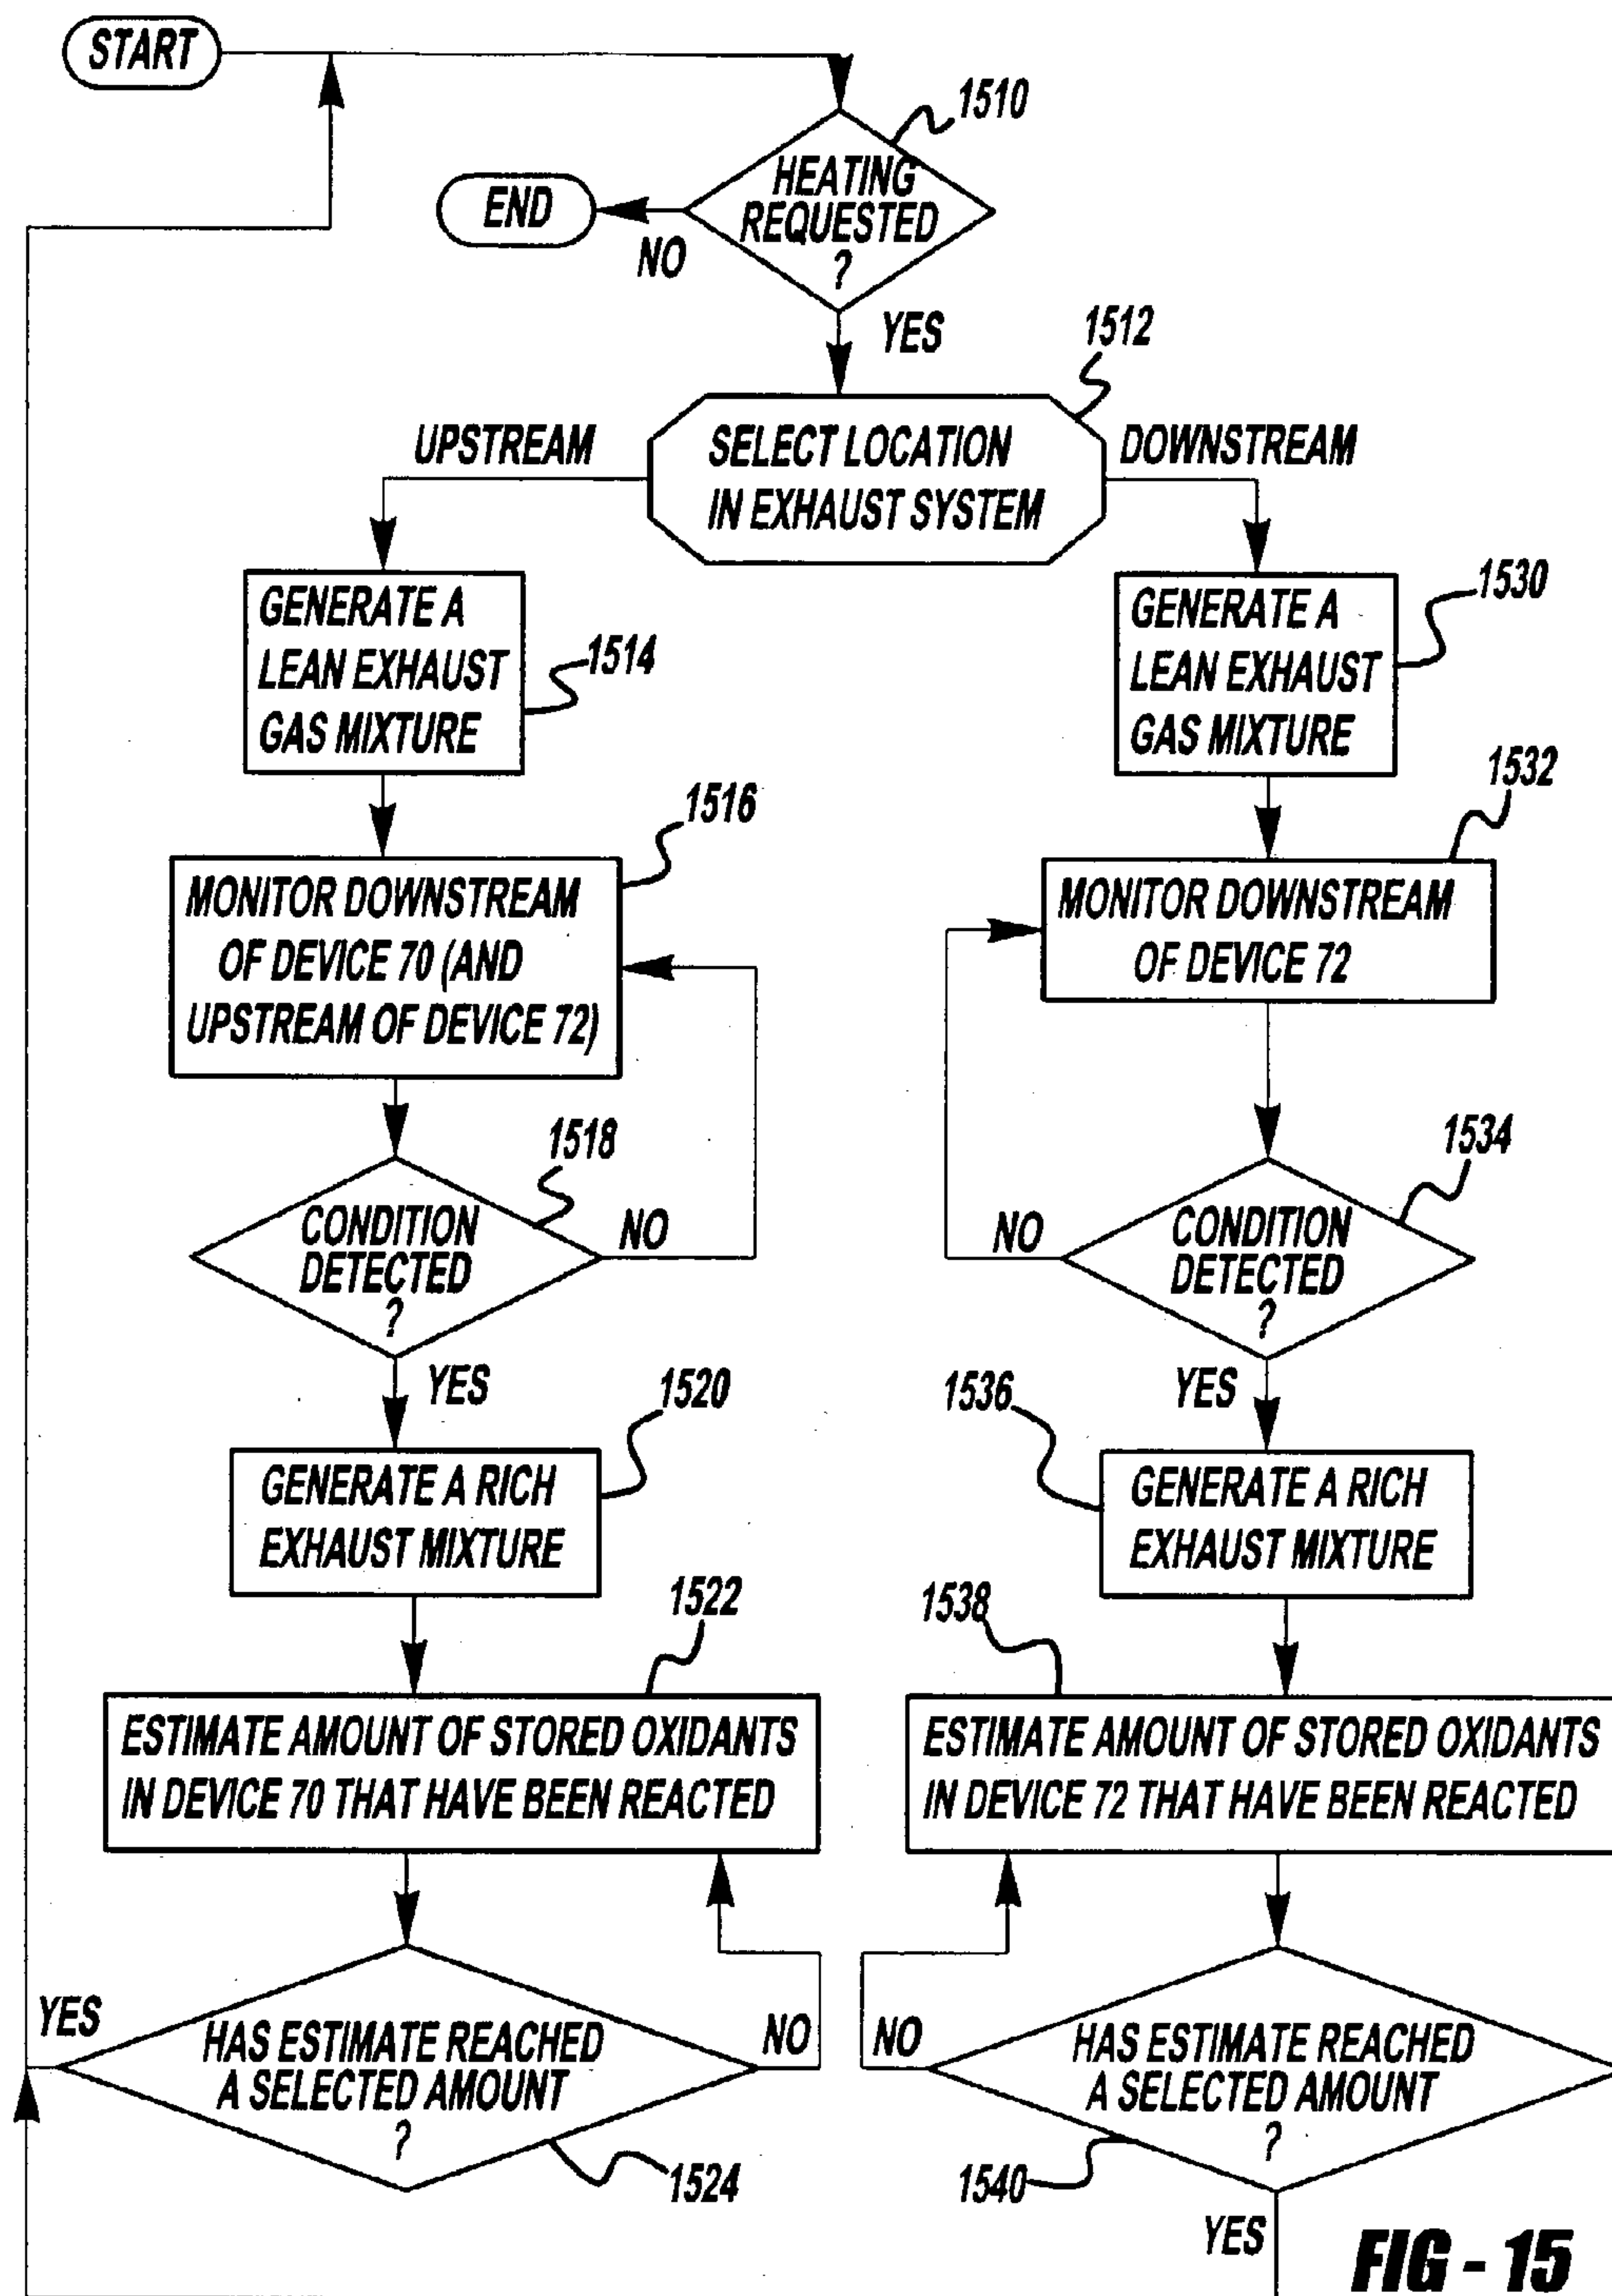 START
1510
HEATING
REQUESTED
?
END
NO
YES
1512
UPSTREAM
SELECT LOCATION
IN EXHAUST SYSTEM
DOWNSTREAM
GENERATE A
LEAN EXHAUST
GAS MIXTURE
1514
GENERATE A
LEAN EXHAUST
GAS MIXTURE
1530
1516
MONITOR DOWNSTREAM
OF DEVICE 70 (AND
UPSTREAM OF DEVICE 72)
1532
MONITOR DOWNSTREAM
OF DEVICE 72
1518
CONDITION
DETECTED
?
NO
1534
NO
CONDITION
DETECTED
?
YES
1520
GENERATE A RICH
EXHAUST MIXTURE
YES
1536
GENERATE A RICH
EXHAUST MIXTURE
1522
ESTIMATE AMOUNT OF STORED OXIDANTS
IN DEVICE 70 THAT HAVE BEEN REACTED
1538
ESTIMATE AMOUNT OF STORED OXIDANTS
IN DEVICE 72 THAT HAVE BEEN REACTED
YES
HAS ESTIMATE REACHED
A SELECTED AMOUNT
?
NO
1524
NO
HAS ESTIMATE REACHED
A SELECTED AMOUNT
?
1540
YES
FIG - 15